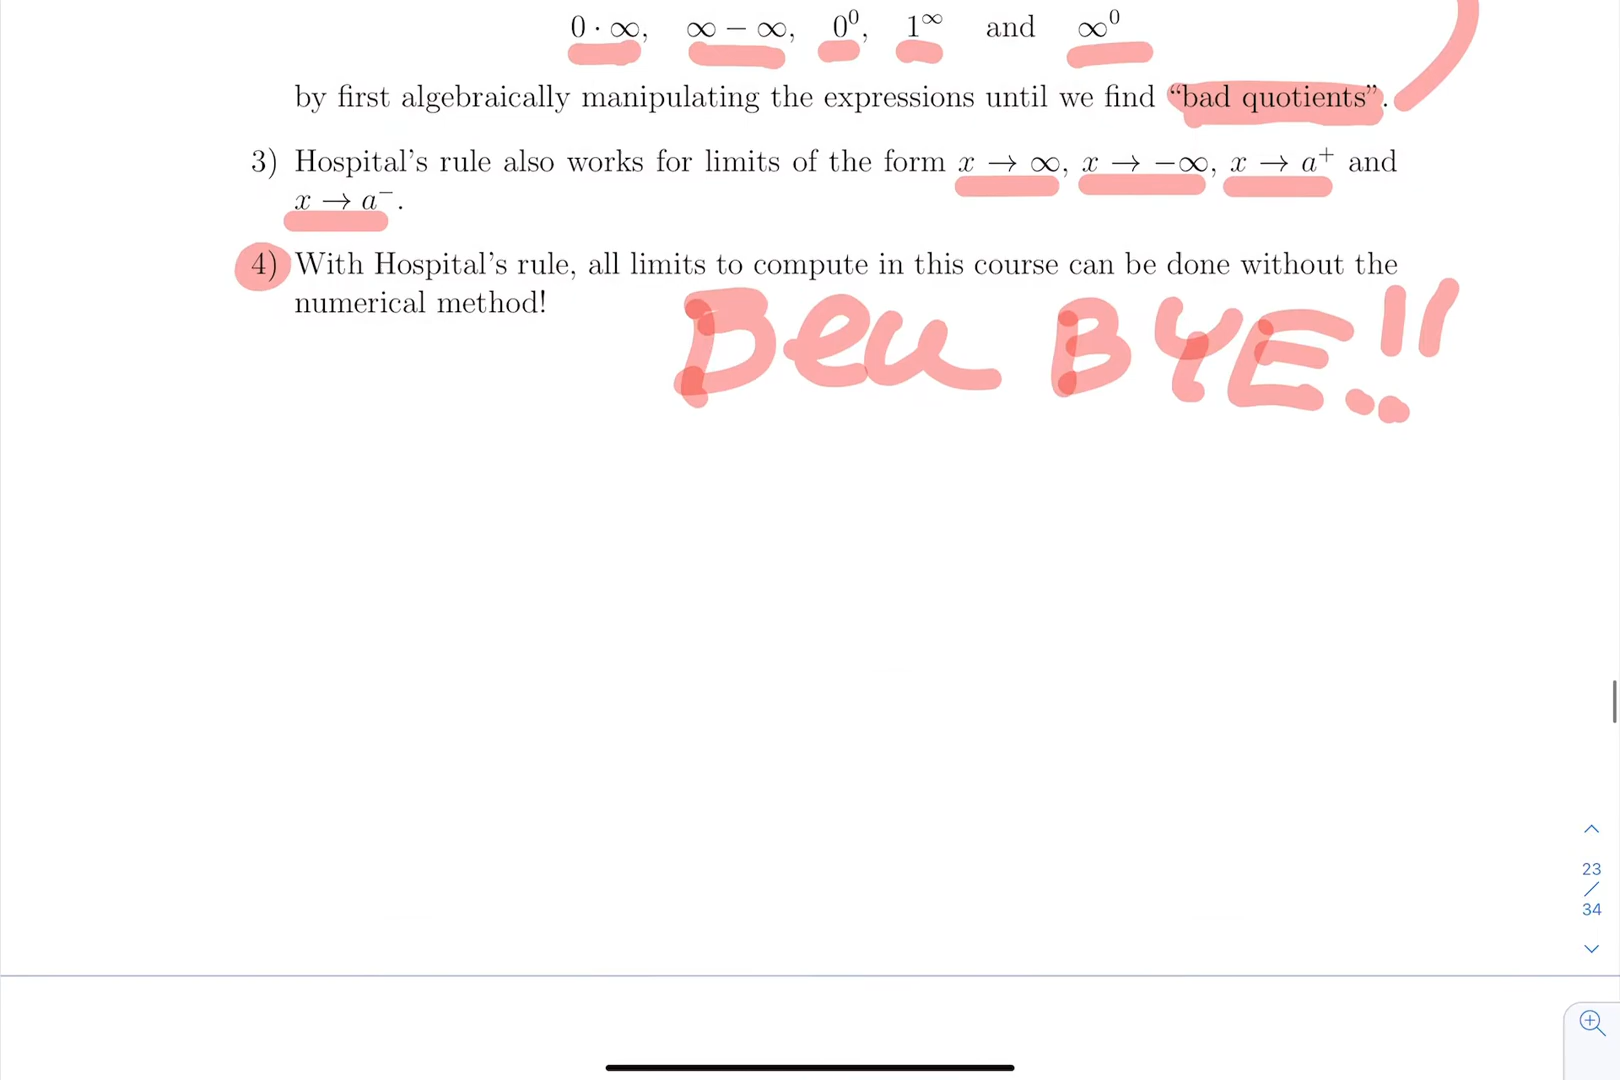 0 · ∞, ∞ − ∞, 0⁰, 1^∞ and ∞⁰
by first algebraically manipulating the expressions until we find “bad quotients”.
3) Hospital’s rule also works for limits of the form x → ∞, x → −∞, x → a⁺ and
x → a⁻.
4) With Hospital’s rule, all limits to compute in this course can be done without the
numerical method!
BYE!!
23
/
34